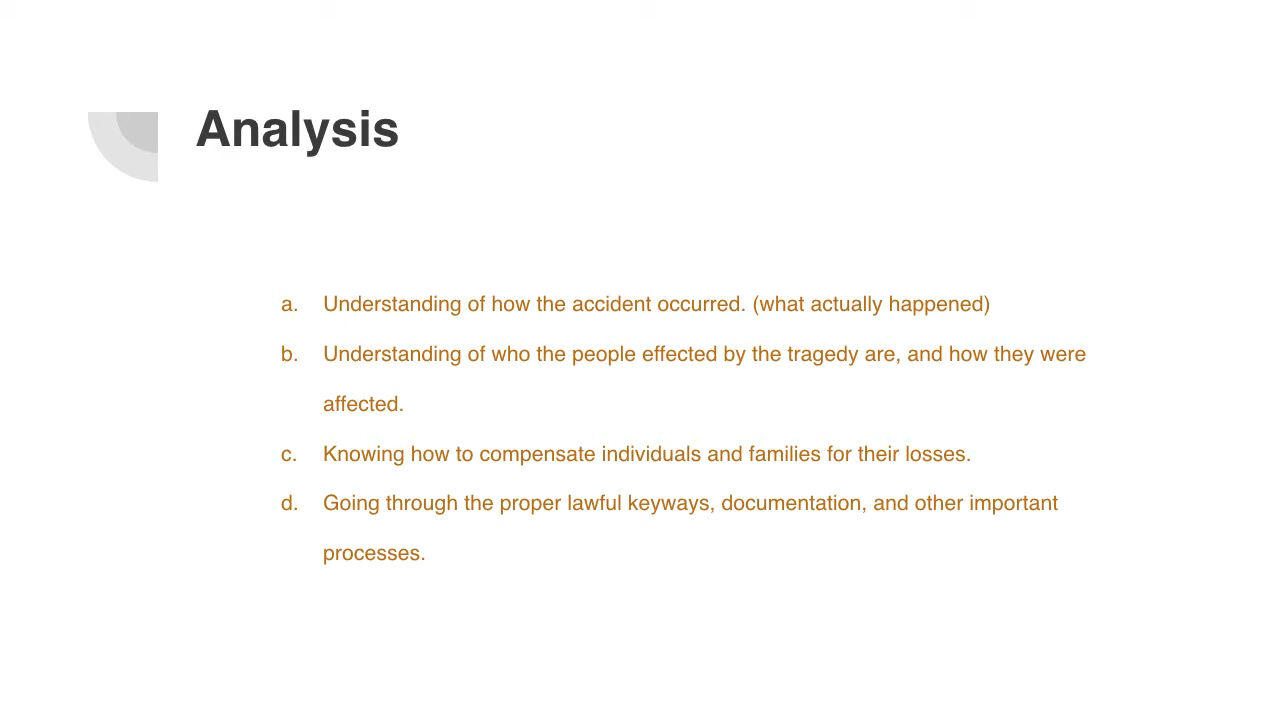 Analysis
a. Understanding of how the accident occurred. (what actually happened)
b. Understanding of who the people effected by the tragedy are, and how they were
affected.
c. Knowing how to compensate individuals and families for their losses.
d. Going through the proper lawful keyways, documentation, and other important
processes.